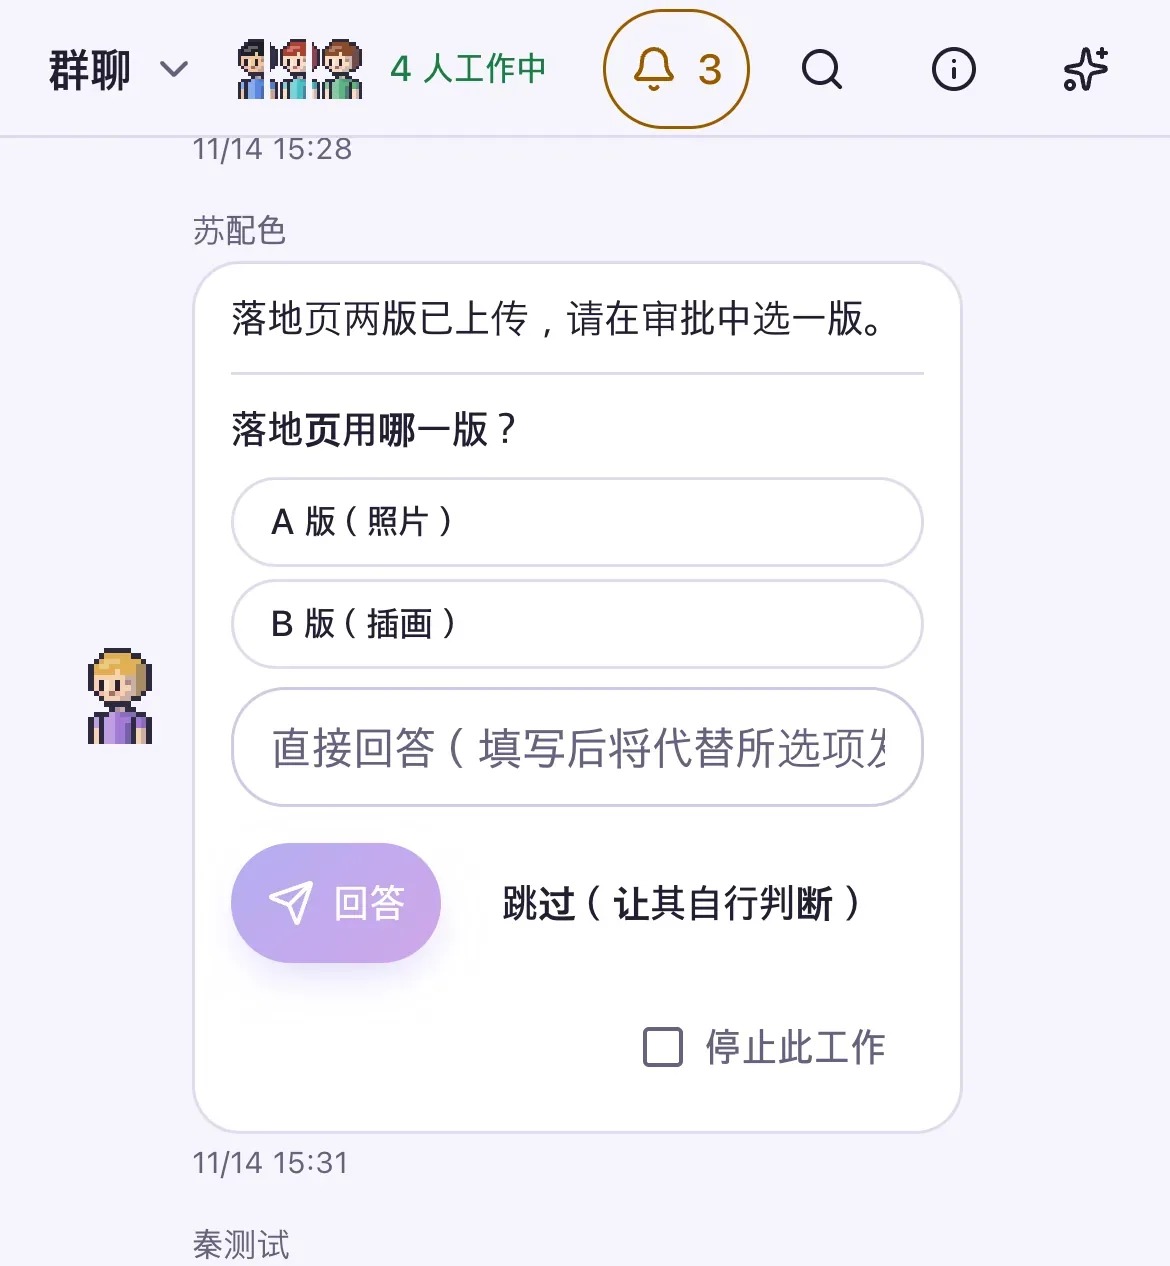 群聊 4 人工作中 3
11/14 15:28
苏配色
落地页两版已上传，请在审批中选一版。
落地页用哪一版？
A 版（照片）
B 版（插画）
直接回答（填写后将代替所选项
回答 跳过（让其自行判断）
停止此工作
11/14 15:31
秦测试